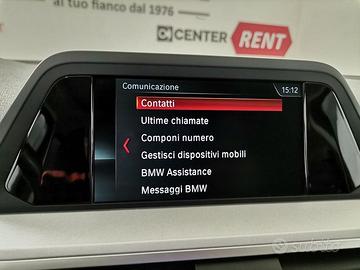 al tuo fianco dal 1976
CENTER RENT
Comunicazione
15:12
Contatti
Ultime chiamate
Componi numero
Gestisci dispositivi mobili
BMW Assistance
Messaggi BMW
subito